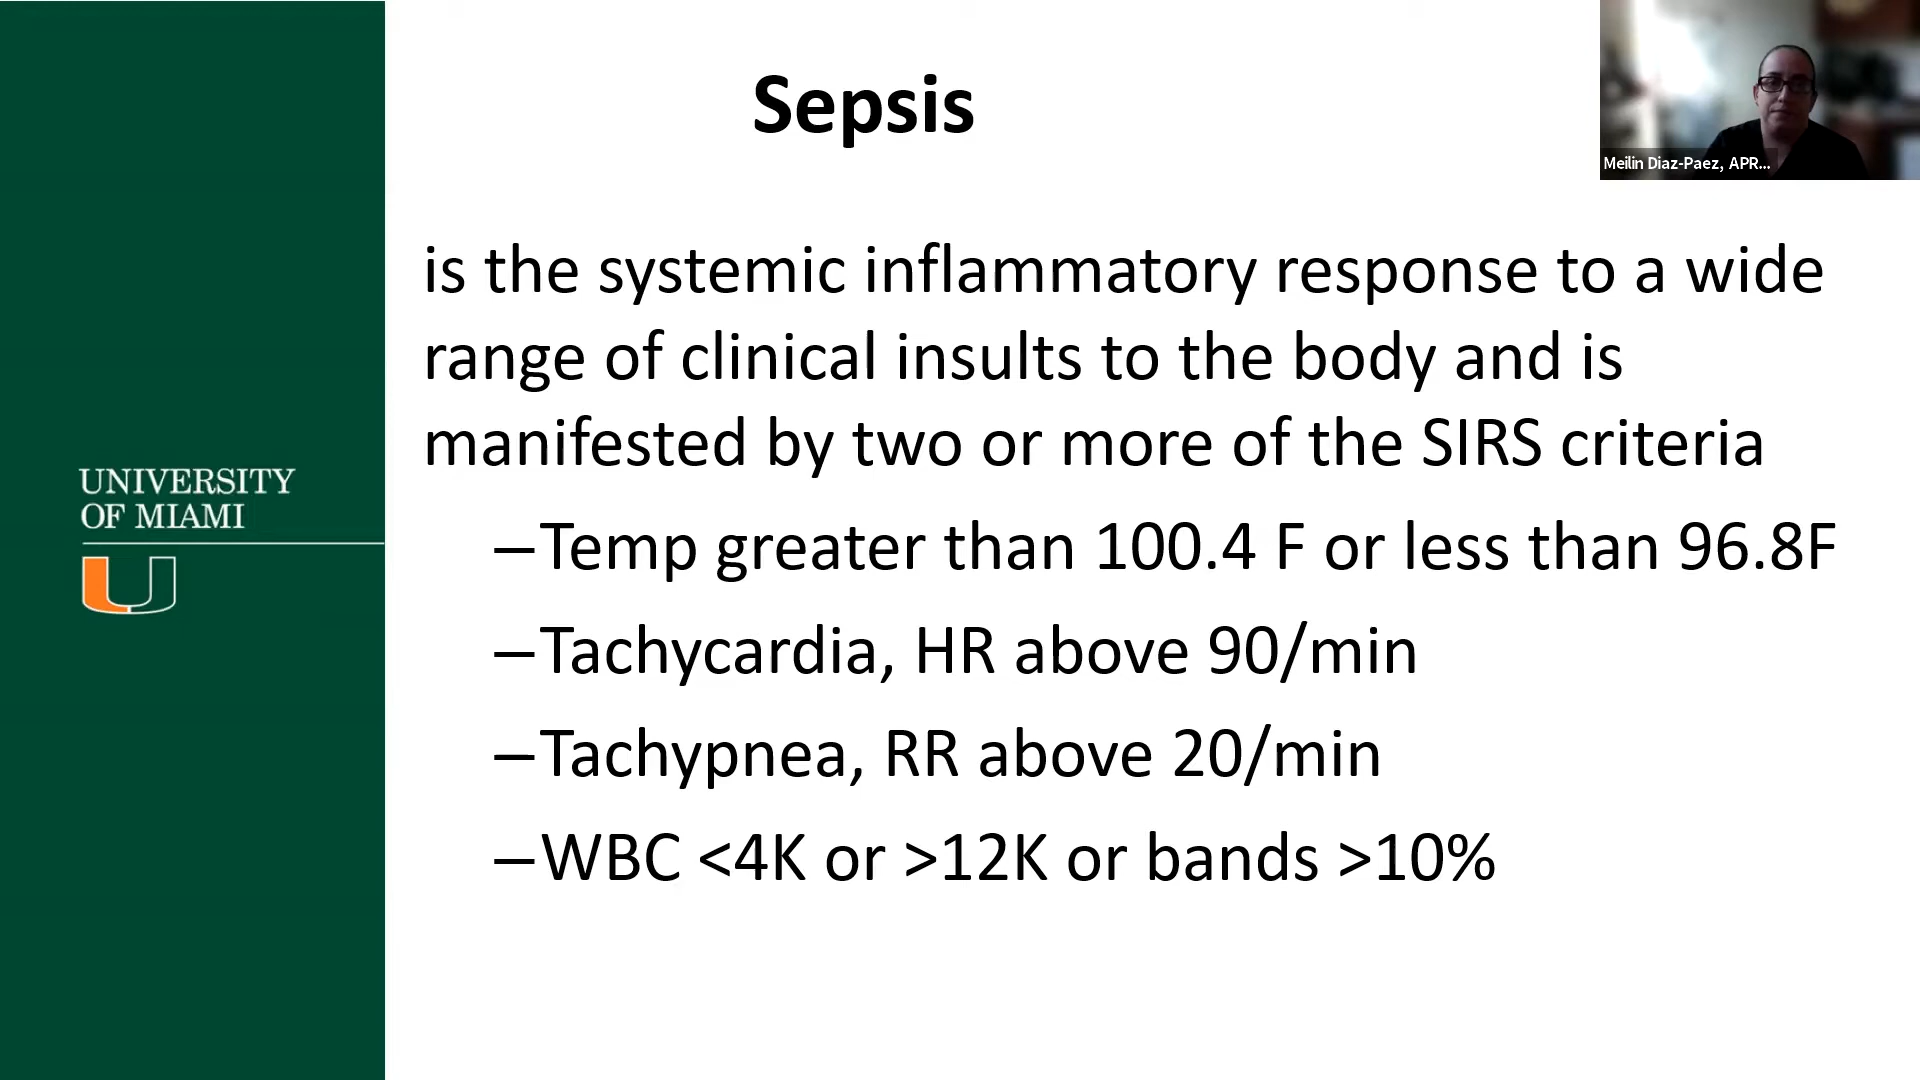 Sepsis
Meilin Diaz-Paez, APR...
is the systemic inflammatory response to a wide
range of clinical insults to the body and is
manifested by two or more of the SIRS criteria
–Temp greater than 100.4 F or less than 96.8F
–Tachycardia, HR above 90/min
–Tachypnea, RR above 20/min
–WBC <4K or >12K or bands >10%
UNIVERSITY
OF MIAMI